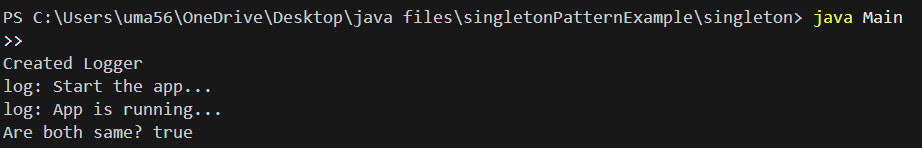 PS C:\Users\uma56\OneDrive\Desktop\java files\singletonPatternExample\singleton> java Main
>>
Created Logger
log: Start the app...
log: App is running...
Are both same? true